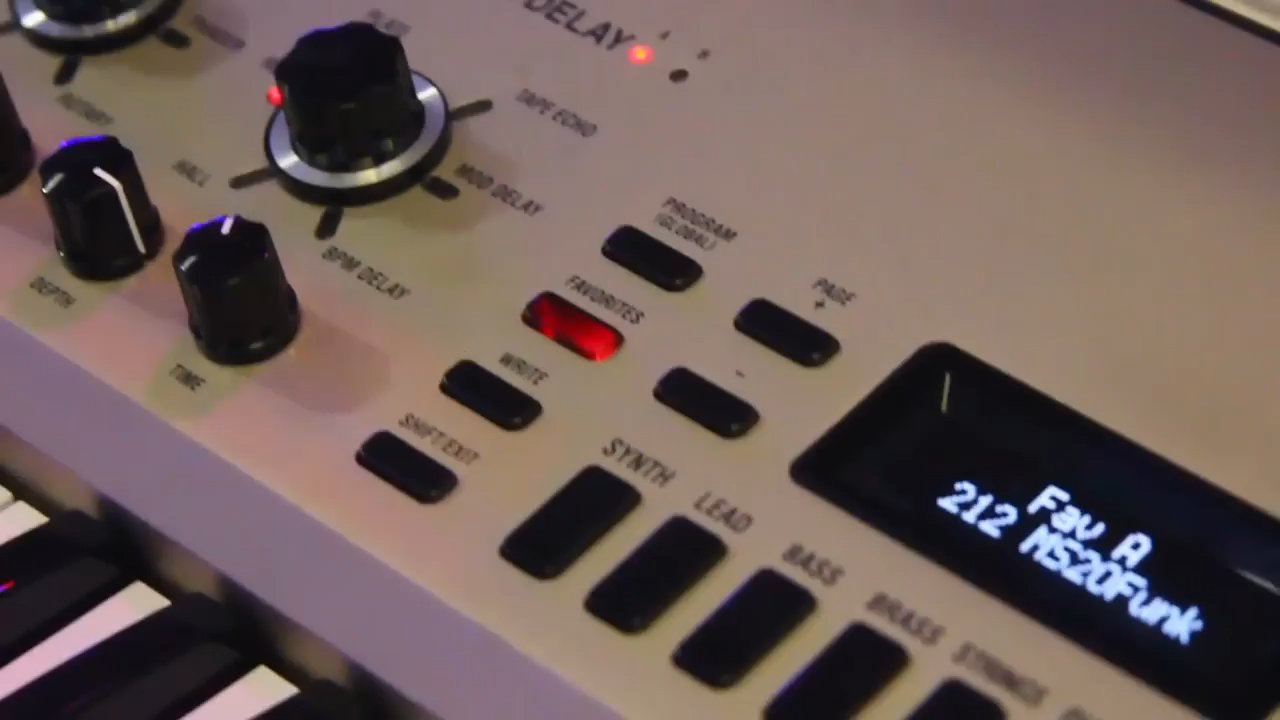 DELAY
TAPE ECHO
HALL
MOD DELAY
BPM DELAY
DEPTH
TIME
PROGRAM
(GLOBAL)
PAGE
+
FAVORITES
-
WRITE
SHIFT/EXIT
SYNTH
LEAD
BASS
BRASS
STRINGS
Fav A
212 MS20Funk